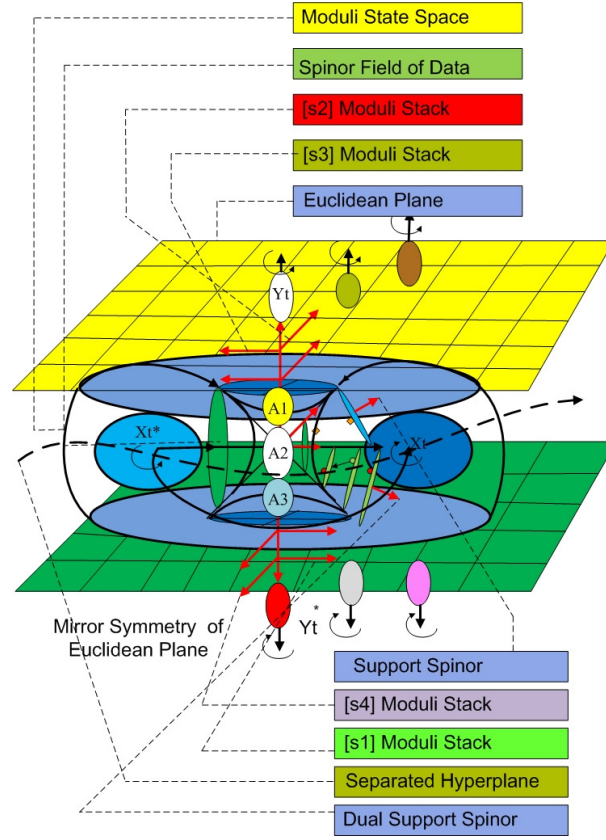 Moduli State Space
Spinor Field of Data
[s2] Moduli Stack
[s3] Moduli Stack
Euclidean Plane
Yt
A1
Xt*
Xt
A2
A3
Yt*
Mirror Symmetry of
Euclidean Plane
Support Spinor
[s4] Moduli Stack
[s1] Moduli Stack
Separated Hyperplane
Dual Support Spinor